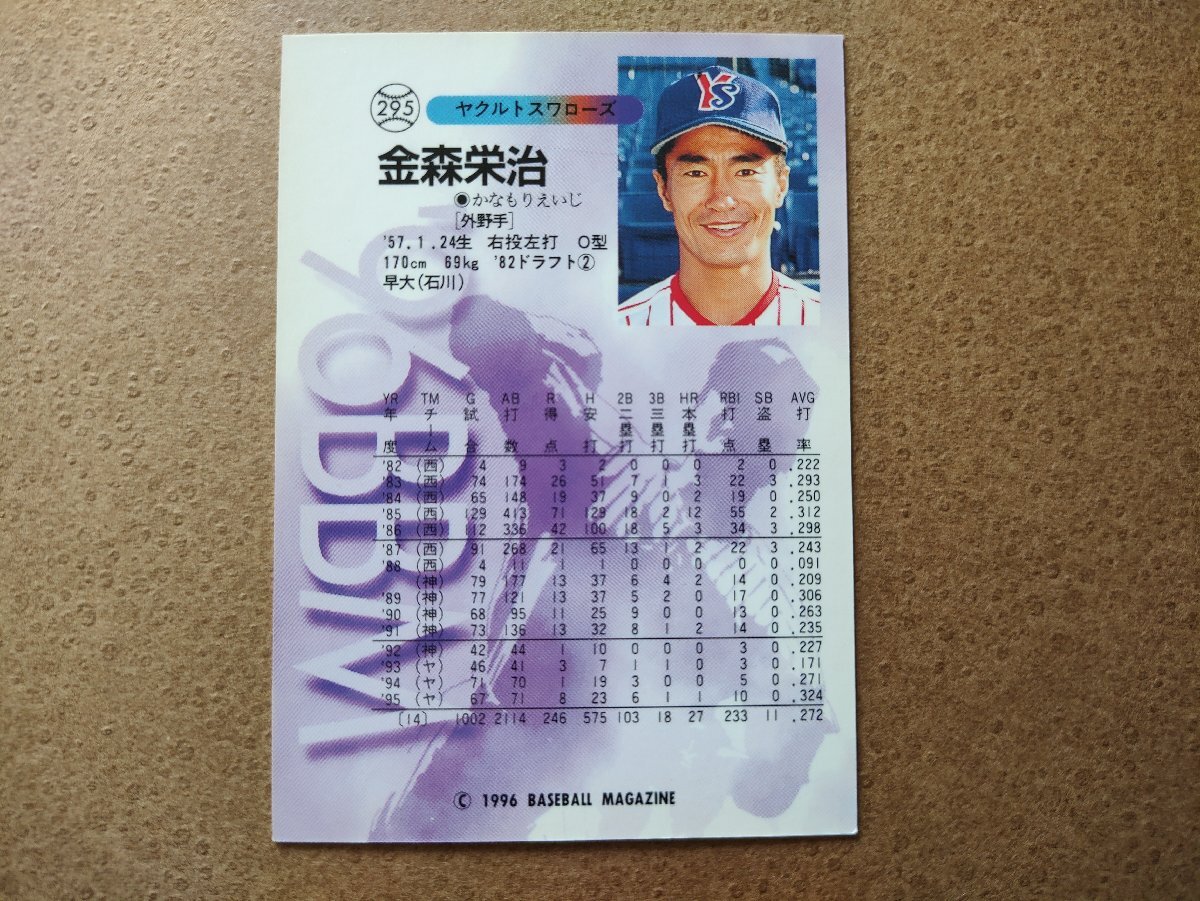 295 ヤクルトスワローズ
金森栄治
◉かなもりえいじ
[外野手]
'57.1.24生 右投左打 O型
170cm 69kg '82ドラフト②
早大(石川)
YS
'96BBM
YR TM G AB R H 2B 3B HR RBI SB AVG
年度 チーム 試合 打数 得点 安打 二塁打 三塁打 本塁打 打点 盗塁 打率
'82 (西) 4 9 3 2 0 0 0 2 0 .222
'83 (西) 74 174 26 51 7 1 3 22 3 .293
'84 (西) 65 148 19 37 9 0 2 19 0 .250
'85 (西) 129 413 71 129 18 2 12 55 2 .312
'86 (西) 112 336 42 100 18 5 3 34 3 .298
'87 (西) 91 268 21 65 13 1 2 22 3 .243
'88 (西) 4 11 1 1 0 0 0 0 0 .091
(神) 79 177 13 37 6 4 2 14 0 .209
'89 (神) 77 121 13 37 5 2 0 17 0 .306
'90 (神) 68 95 11 25 9 0 0 13 0 .263
'91 (神) 73 136 13 32 8 1 2 14 0 .235
'92 (神) 42 44 1 10 0 0 0 3 0 .227
'93 (ヤ) 46 41 3 7 1 1 0 3 0 .171
'94 (ヤ) 71 70 1 19 3 0 0 5 0 .271
'95 (ヤ) 67 71 8 23 6 1 1 10 0 .324
[14] 1002 2114 246 575 103 18 27 233 11 .272
© 1996 BASEBALL MAGAZINE